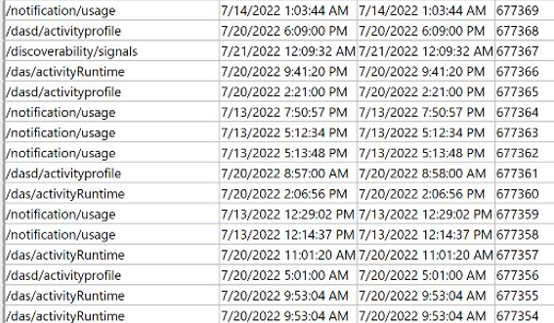 /notification/usage 7/14/2022 1:03:44 AM 7/14/2022 1:03:44 AM 677369
/dasd/activityprofile 7/20/2022 6:09:00 PM 7/20/2022 6:09:00 PM 677368
/discoverability/signals 7/21/2022 12:09:32 AM 7/21/2022 12:09:32 AM 677367
/das/activityRuntime 7/20/2022 9:41:20 PM 7/20/2022 9:41:20 PM 677366
/dasd/activityprofile 7/20/2022 2:21:00 PM 7/20/2022 2:21:00 PM 677365
/notification/usage 7/13/2022 7:50:57 PM 7/13/2022 7:50:57 PM 677364
/notification/usage 7/13/2022 5:12:34 PM 7/13/2022 5:12:34 PM 677363
/notification/usage 7/13/2022 5:13:48 PM 7/13/2022 5:13:48 PM 677362
/dasd/activityprofile 7/20/2022 8:57:00 AM 7/20/2022 8:58:00 AM 677361
/das/activityRuntime 7/20/2022 2:06:56 PM 7/20/2022 2:06:56 PM 677360
/notification/usage 7/13/2022 12:29:02 PM 7/13/2022 12:29:02 PM 677359
/notification/usage 7/13/2022 12:14:37 PM 7/13/2022 12:14:37 PM 677358
/das/activityRuntime 7/20/2022 11:01:20 AM 7/20/2022 11:01:20 AM 677357
/dasd/activityprofile 7/20/2022 5:01:00 AM 7/20/2022 5:01:00 AM 677356
/das/activityRuntime 7/20/2022 9:53:04 AM 7/20/2022 9:53:04 AM 677355
/das/activityRuntime 7/20/2022 9:53:04 AM 7/20/2022 9:53:04 AM 677354